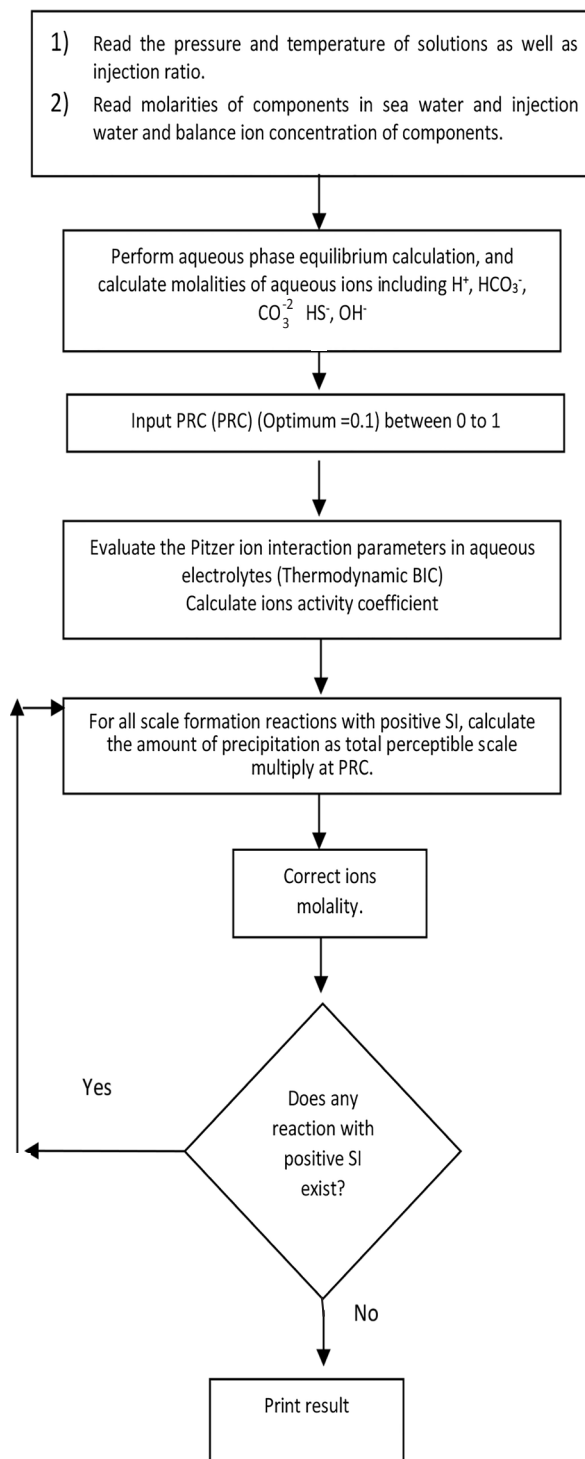 1) Read the pressure and temperature of solutions as well as
injection ratio.
2) Read molarities of components in sea water and injection
water and balance ion concentration of components.
Perform aqueous phase equilibrium calculation, and
calculate molalities of aqueous ions including H⁺, HCO₃⁻,
CO₃⁻² HS⁻, OH⁻
Input PRC (PRC) (Optimum =0.1) between 0 to 1
Evaluate the Pitzer ion interaction parameters in aqueous
electrolytes (Thermodynamic BIC)
Calculate ions activity coefficient
For all scale formation reactions with positive SI, calculate
the amount of precipitation as total perceptible scale
multiply at PRC.
Correct ions
molality.
Yes
Does any
reaction with
positive SI
exist?
No
Print result